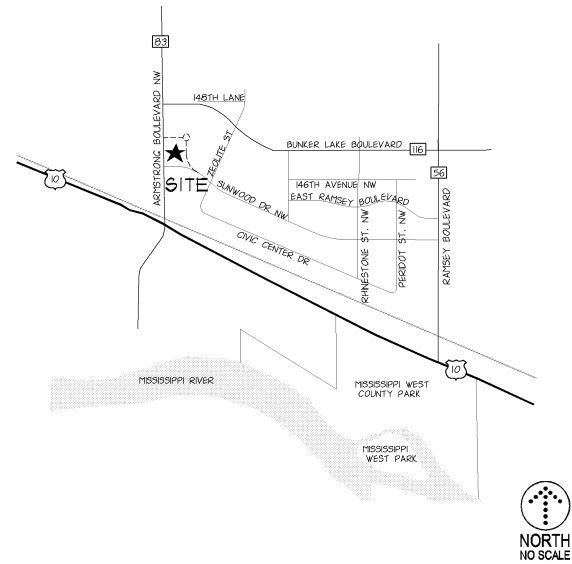 83
148TH LANE
ARMSTRONG BOULEVARD NW
ZEOLITE ST
BUNKER LAKE BOULEVARD
116
56
10
SITE
SUNWOOD DR NW
146TH AVENUE NW
EAST RAMSEY BOULEVARD
CIVIC CENTER DR
RHINESTONE ST. NW
PERIDOT ST. NW
RAMSEY BOULEVARD
10
MISSISSIPPI RIVER
MISSISSIPPI WEST
COUNTY PARK
MISSISSIPPI
WEST PARK
NORTH
NO SCALE